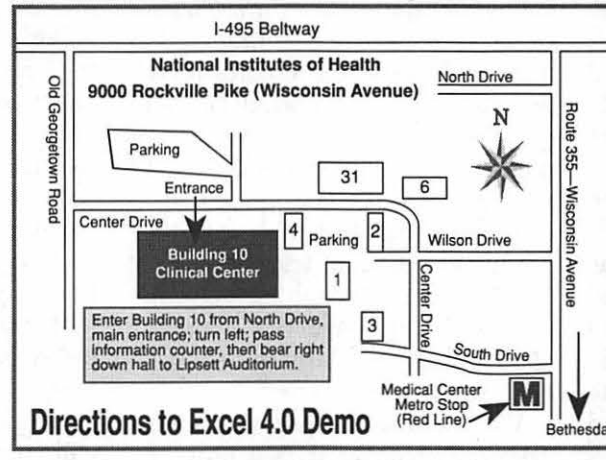 I-495 Beltway
National Institutes of Health
9000 Rockville Pike (Wisconsin Avenue)
North Drive
Old Georgetown Road
Route 355—Wisconsin Avenue
N
Parking
31
6
Entrance
Center Drive
4
Parking
2
Wilson Drive
Building 10
Clinical Center
1
Center Drive
Enter Building 10 from North Drive,
main entrance; turn left; pass
information counter, then bear right
down hall to Lipsett Auditorium.
3
South Drive
Medical Center
Metro Stop
(Red Line)
M
Directions to Excel 4.0 Demo
Bethesda